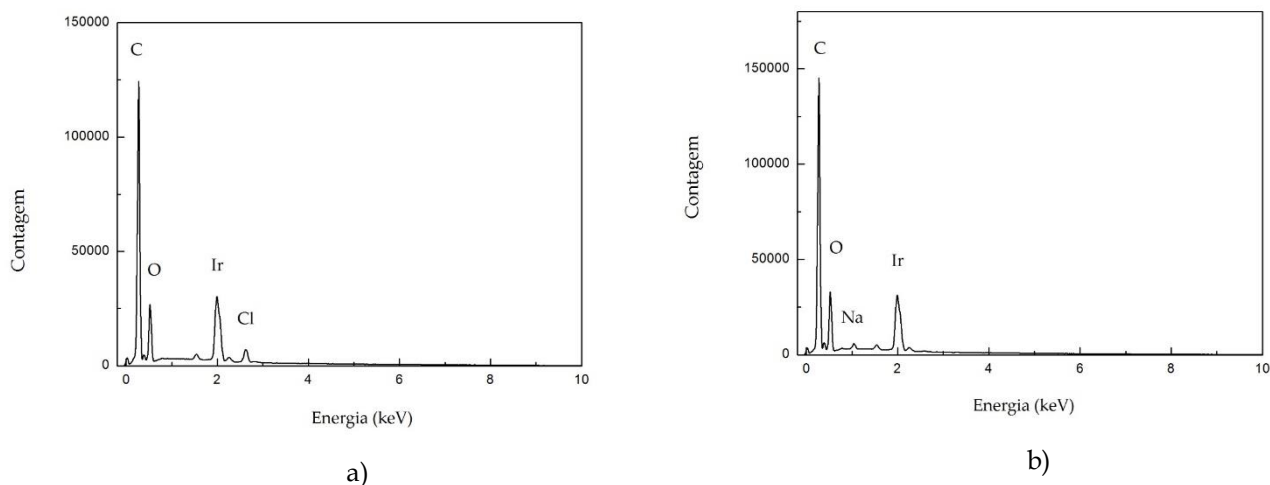 150000
100000
50000
0
C
O
Ir
Cl
0
2
4
6
8
10
Contagem
Energia (keV)
a)
150000
100000
50000
0
C
O
Na
Ir
0
2
4
6
8
10
Contagem
Energia (keV)
b)